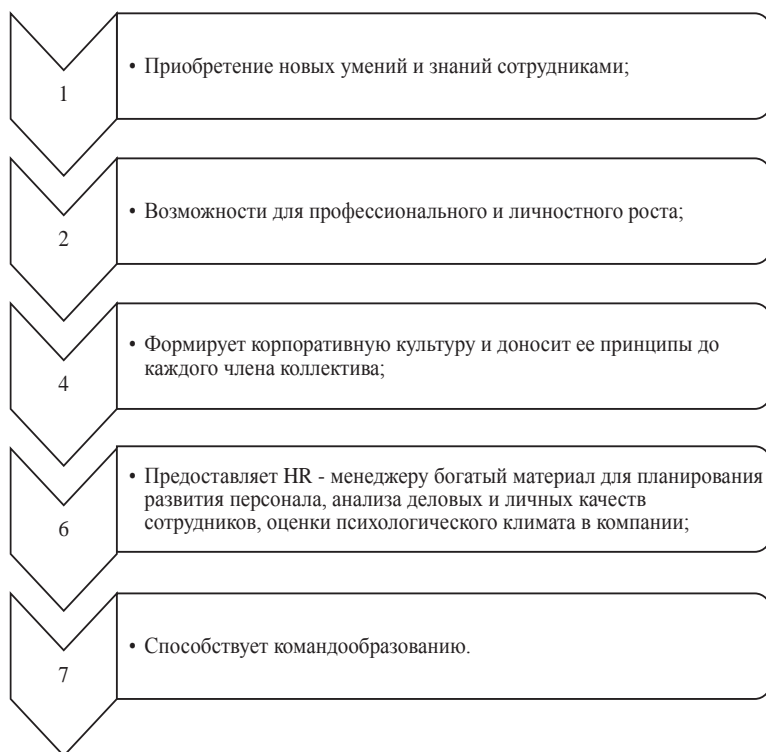 1
• Приобретение новых умений и знаний сотрудниками;
2
• Возможности для профессионального и личностного роста;
4
• Формирует корпоративную культуру и доносит ее принципы до
каждого члена коллектива;
6
• Предоставляет HR - менеджеру богатый материал для планирования
развития персонала, анализа деловых и личных качеств
сотрудников, оценки психологического климата в компании;
7
• Способствует командообразованию.